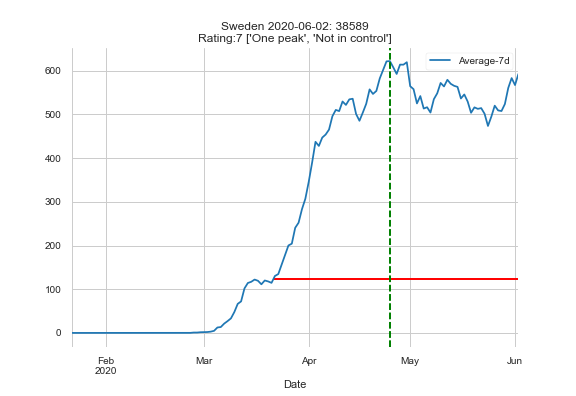 Sweden 2020-06-02: 38589
Rating:7 ['One peak', 'Not in control']
Average-7d
600
500
400
300
200
100
0
Feb
2020
Mar
Apr
May
Jun
Date